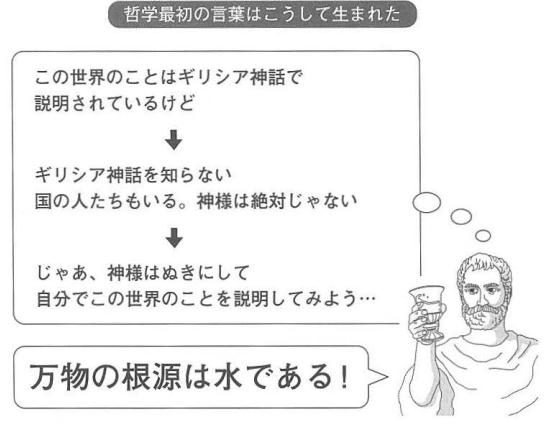 哲学最初の言葉はこうして生まれた
この世界のことはギリシア神話で
説明されているけど
ギリシア神話を知らない
国の人たちもいる。神様は絶対じゃない
じゃあ、神様はぬきにして
自分でこの世界のことを説明してみよう…
万物の根源は水である!